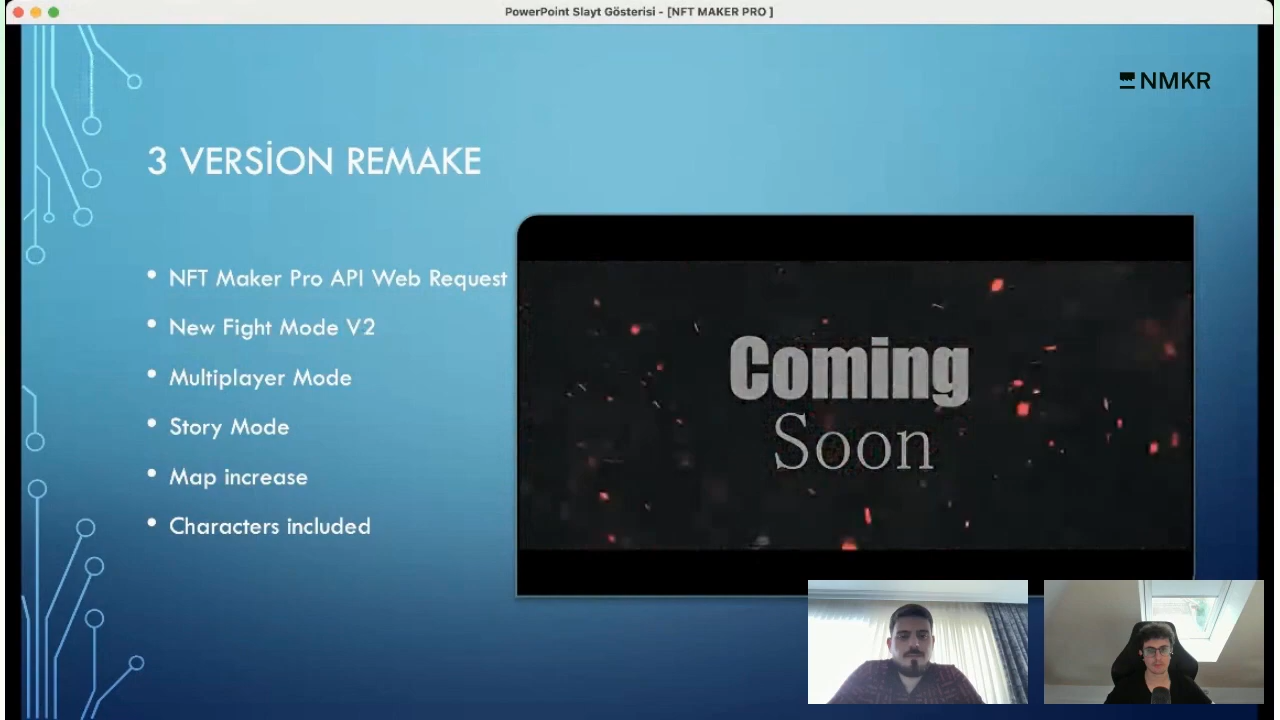 PowerPoint Slayt Gösterisi - [NFT MAKER PRO ]
NMKR
3 VERSİON REMAKE
• NFT Maker Pro API Web Request
• New Fight Mode V2
• Multiplayer Mode
• Story Mode
• Map increase
• Characters included
Coming
Soon